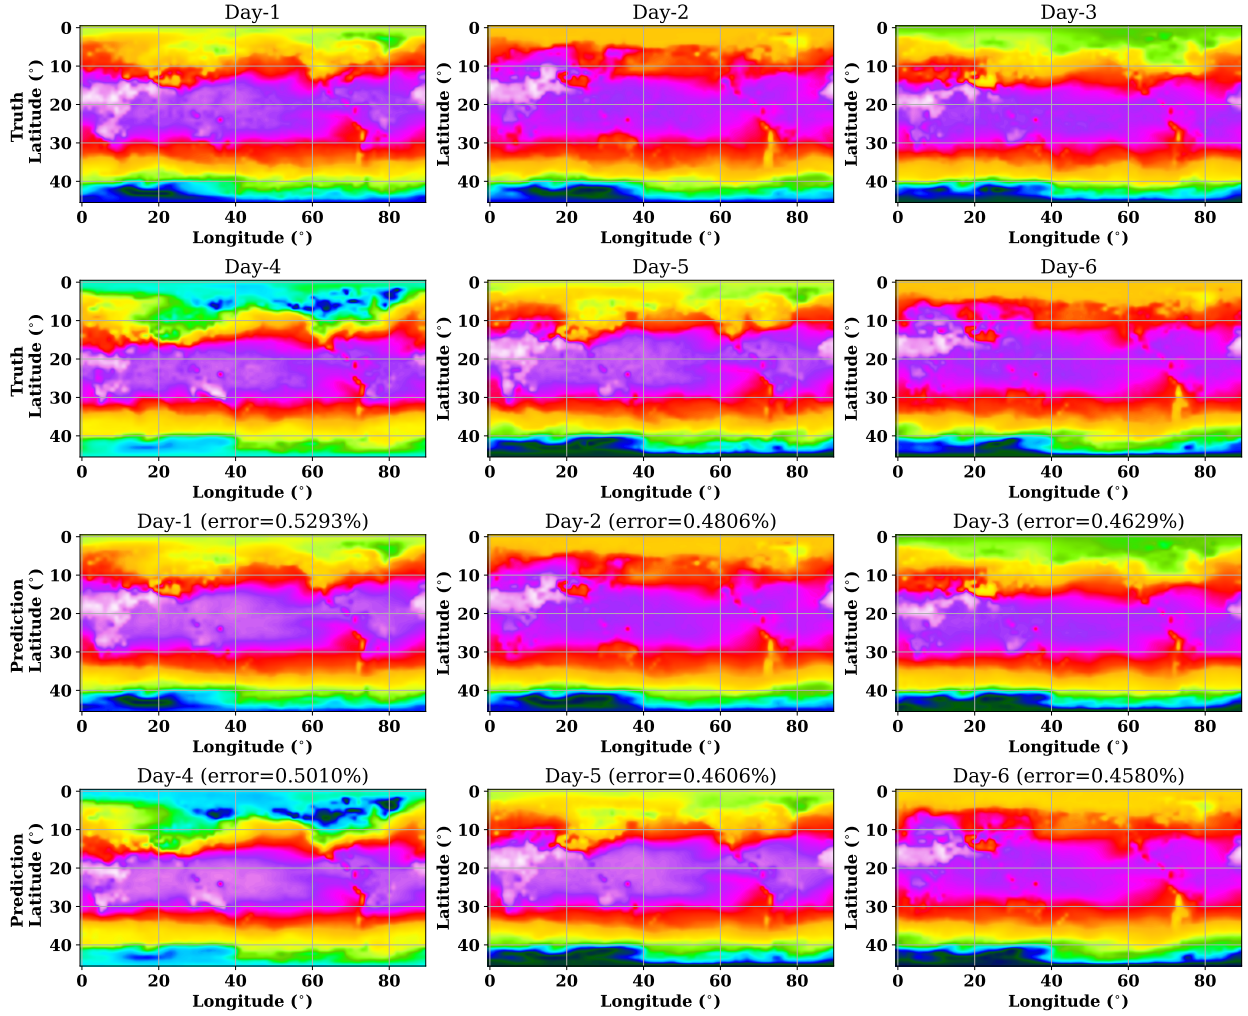 Day-1
Day-2
Day-3
Truth
Latitude (°)
0
10
20
30
40
0 20 40 60 80
Longitude (°)
Latitude (°)
0
10
20
30
40
0 20 40 60 80
Longitude (°)
Latitude (°)
0
10
20
30
40
0 20 40 60 80
Longitude (°)
Day-4
Day-5
Day-6
Truth
Latitude (°)
0
10
20
30
40
0 20 40 60 80
Longitude (°)
Latitude (°)
0
10
20
30
40
0 20 40 60 80
Longitude (°)
Latitude (°)
0
10
20
30
40
0 20 40 60 80
Longitude (°)
Day-1 (error=0.5293%)
Day-2 (error=0.4806%)
Day-3 (error=0.4629%)
Prediction
Latitude (°)
0
10
20
30
40
0 20 40 60 80
Longitude (°)
Latitude (°)
0
10
20
30
40
0 20 40 60 80
Longitude (°)
Latitude (°)
0
10
20
30
40
0 20 40 60 80
Longitude (°)
Day-4 (error=0.5010%)
Day-5 (error=0.4606%)
Day-6 (error=0.4580%)
Prediction
Latitude (°)
0
10
20
30
40
0 20 40 60 80
Longitude (°)
Latitude (°)
0
10
20
30
40
0 20 40 60 80
Longitude (°)
Latitude (°)
0
10
20
30
40
0 20 40 60 80
Longitude (°)